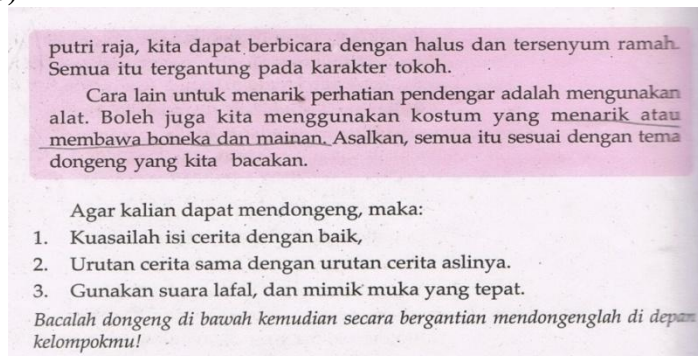 putri raja, kita dapat berbicara dengan halus dan tersenyum ramah.
Semua itu tergantung pada karakter tokoh.
Cara lain untuk menarik perhatian pendengar adalah mengunakan
alat. Boleh juga kita menggunakan kostum yang menarik atau
membawa boneka dan mainan. Asalkan, semua itu sesuai dengan tema
dongeng yang kita bacakan.
Agar kalian dapat mendongeng, maka:
1. Kuasailah isi cerita dengan baik,
2. Urutan cerita sama dengan urutan cerita aslinya.
3. Gunakan suara lafal, dan mimik muka yang tepat.
Bacalah dongeng di bawah kemudian secara bergantian mendongenglah di depan
kelompokmu!